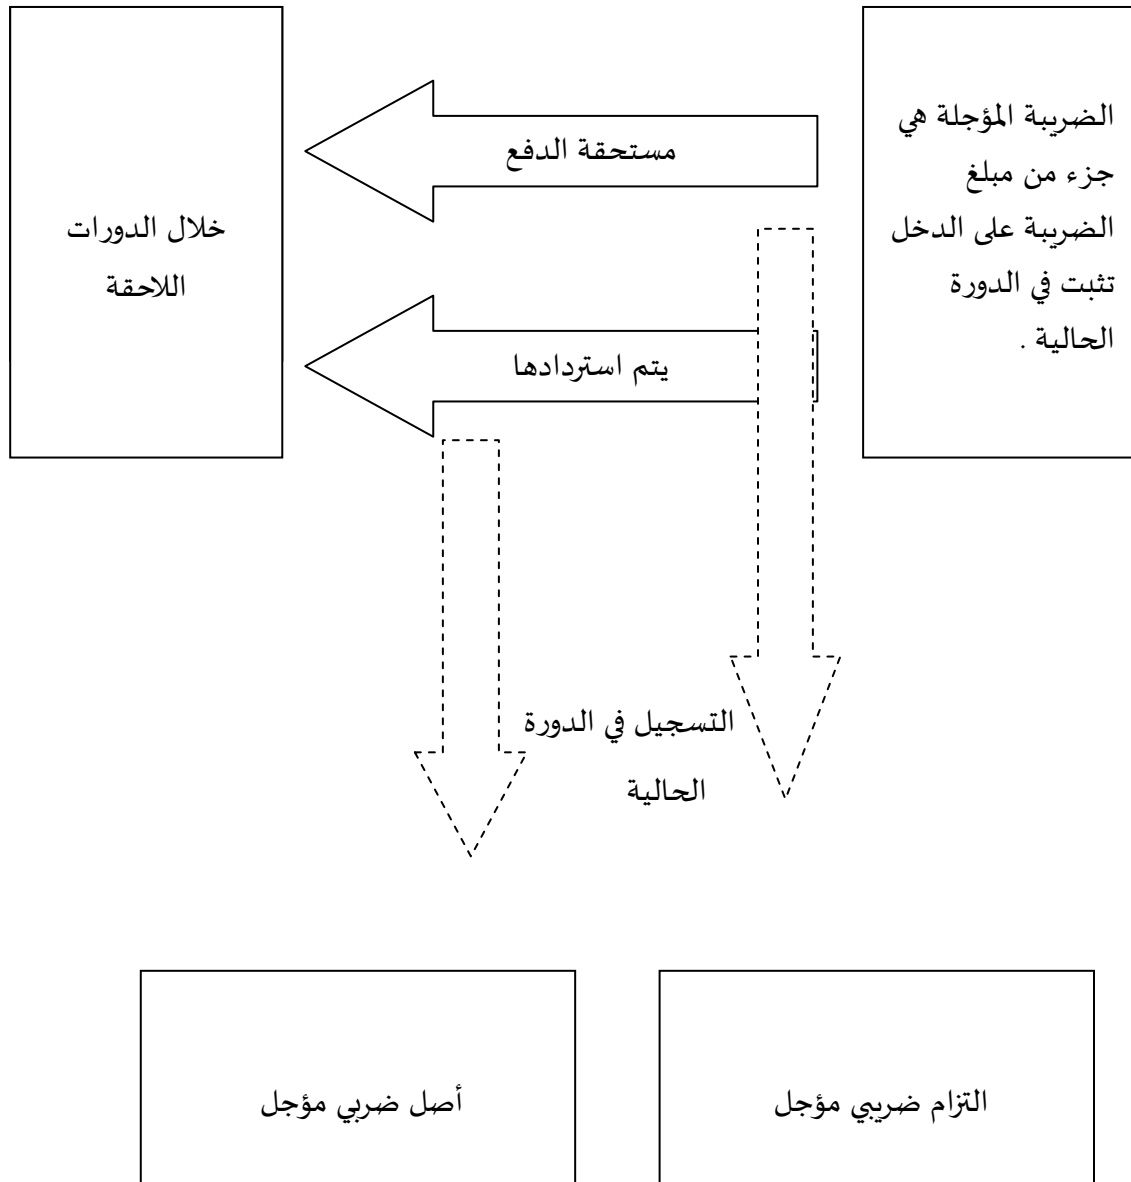 الضريبة المؤجلة هي
جزء من مبلغ
الضريبة على الدخل
تثبت في الدورة
الحالية .
مستحقة الدفع
يتم استردادها
خلال الدورات
اللاحقة
التسجيل في الدورة
الحالية
التزام ضريبي مؤجل
أصل ضربي مؤجل